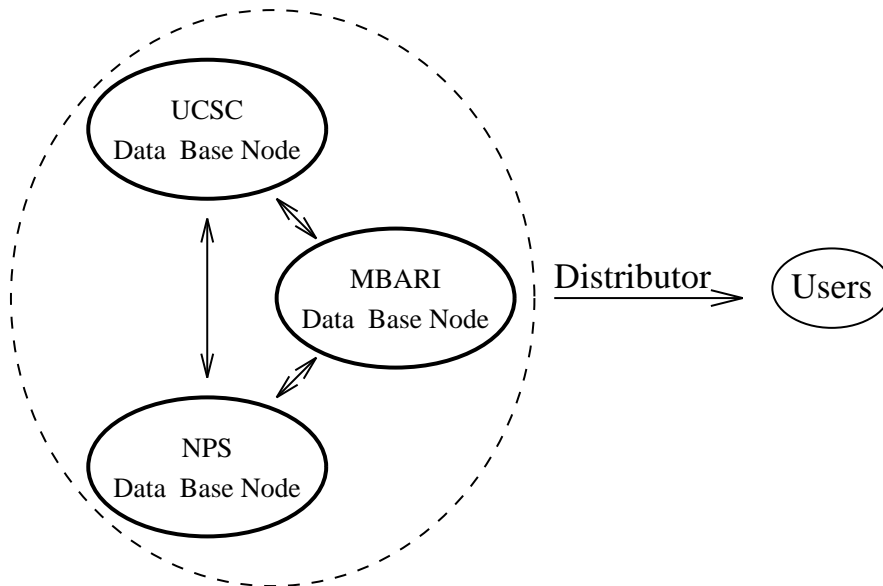 UCSC
Data Base Node
MBARI
Data Base Node
Distributor
Users
NPS
Data Base Node